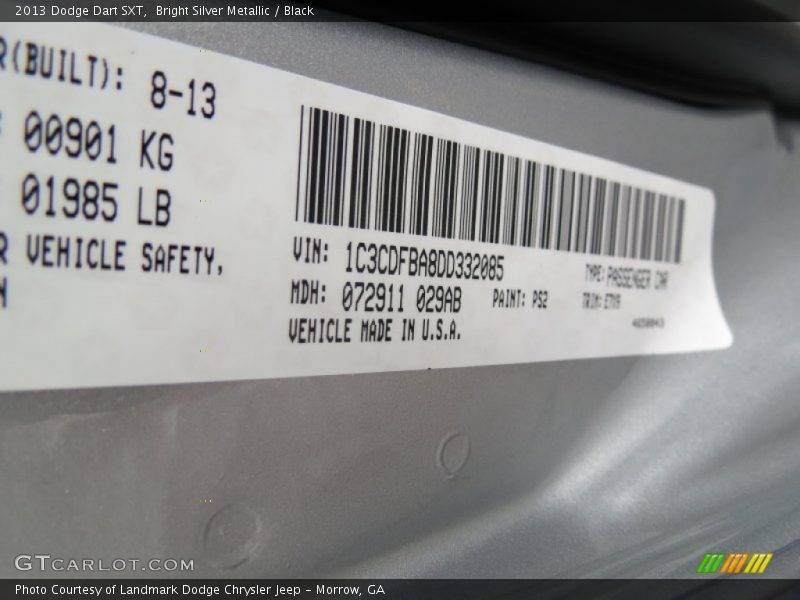 2013 Dodge Dart SXT,  Bright Silver Metallic / Black
R(BUILT): 8-13
00901 KG
01985 LB
R VEHICLE SAFETY,
N
VIN: 1C3CDFBA8DD332085
MDH: 072911 029AB PAINT: PS2
VEHICLE MADE IN U.S.A.
TYPE: PASSENGER CAR
TRIM:
GTCARLOT.COM
Photo Courtesy of Landmark Dodge Chrysler Jeep - Morrow, GA